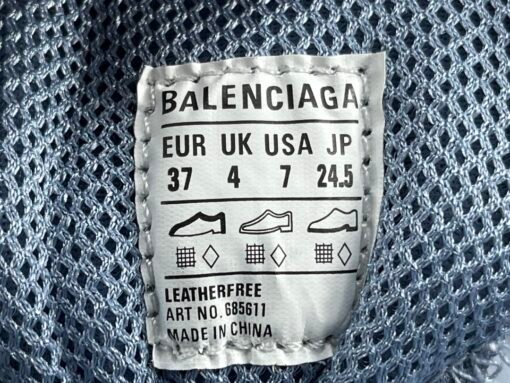 BALENCIAGA
EUR UK USA JP
37 4 7 24.5
LEATHERFREE
ART NO. 685611
MADE IN CHINA